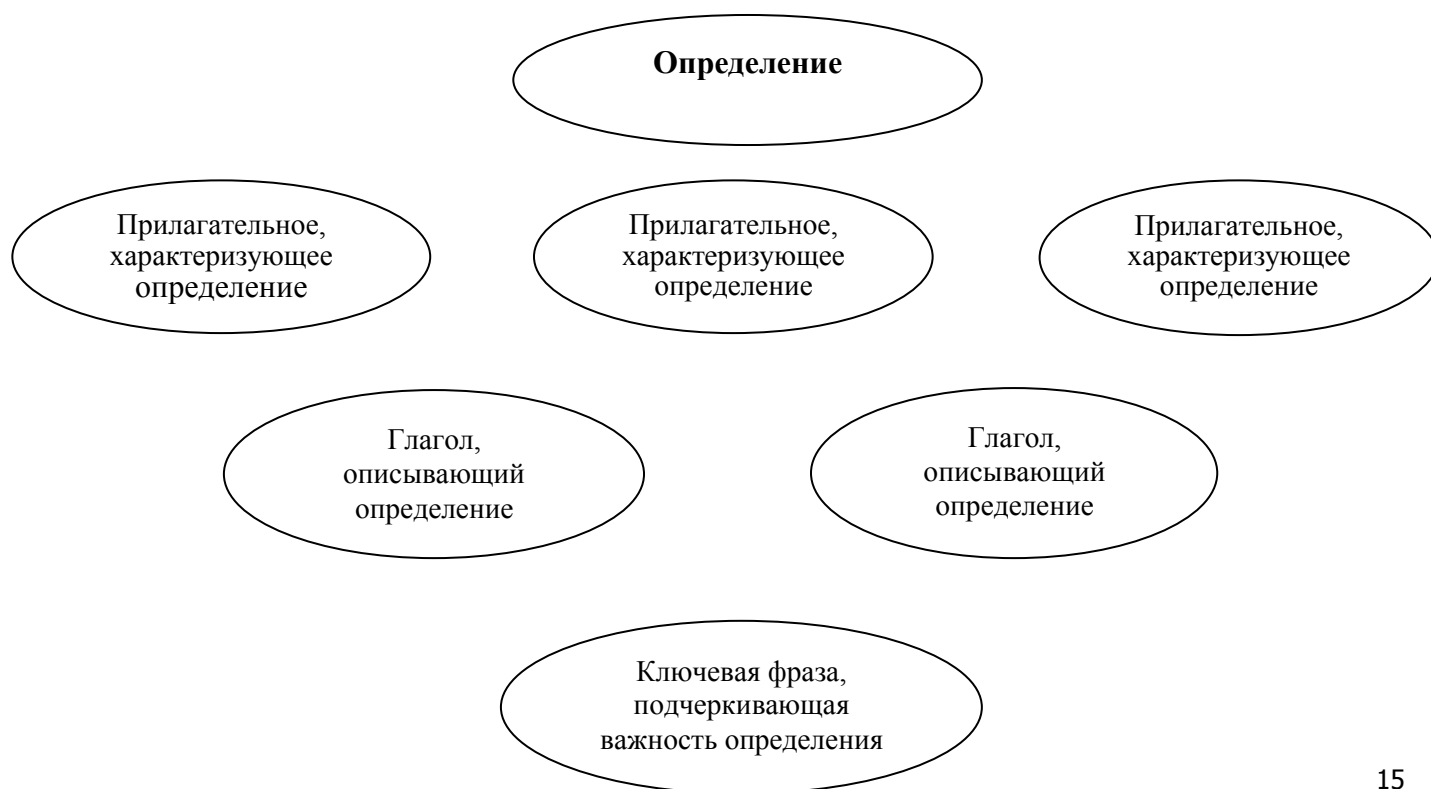 Определение
Прилагательное,
характеризующее
определение
Прилагательное,
характеризующее
определение
Прилагательное,
характеризующее
определение
Глагол,
описывающий
определение
Глагол,
описывающий
определение
Ключевая фраза,
подчеркивающая
важность определения
15